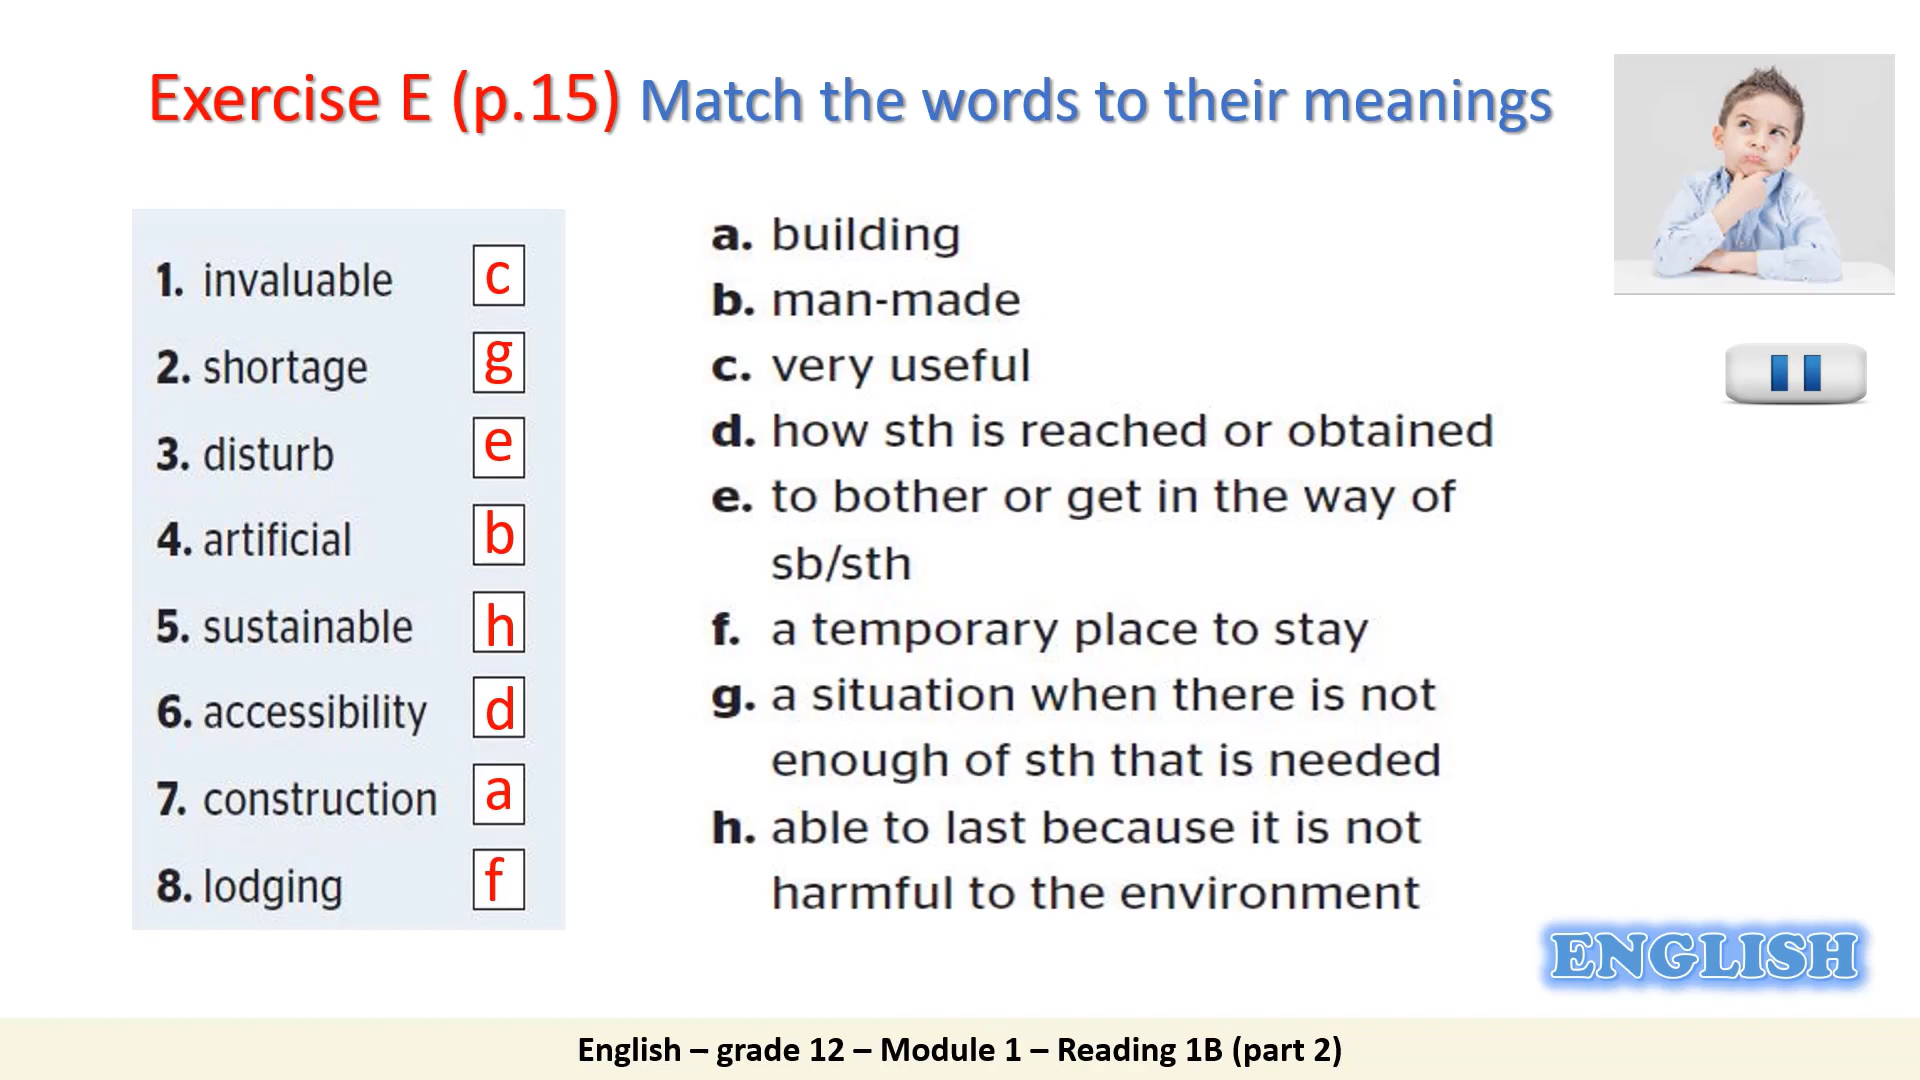 Exercise E (p.15) Match the words to their meanings
1. invaluable c
2. shortage g
3. disturb e
4. artificial b
5. sustainable h
6. accessibility d
7. construction a
8. lodging f
a. building
b. man-made
c. very useful
d. how sth is reached or obtained
e. to bother or get in the way of
sb/sth
f. a temporary place to stay
g. a situation when there is not
enough of sth that is needed
h. able to last because it is not
harmful to the environment
ENGLISH
English – grade 12 – Module 1 – Reading 1B (part 2)